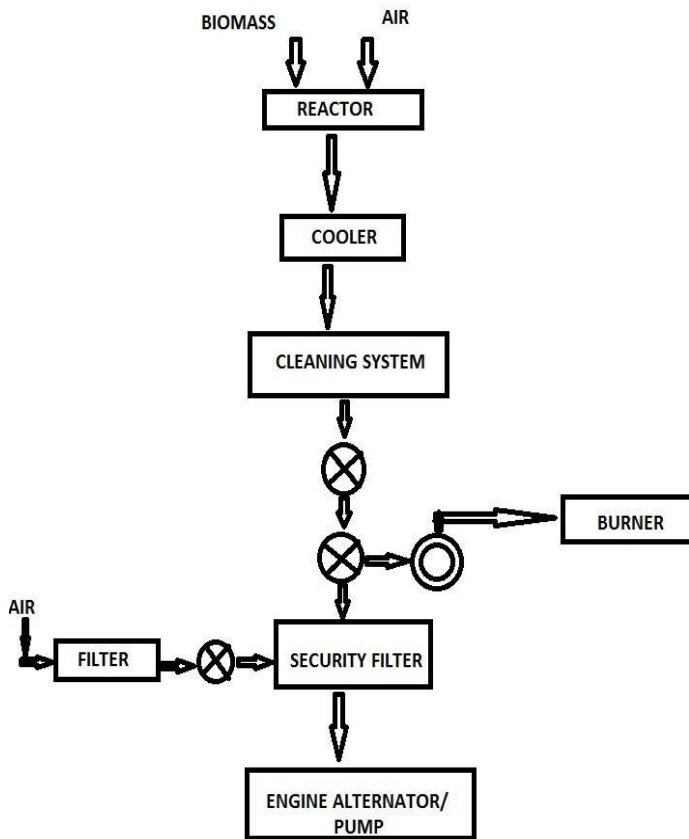 BIOMASS
AIR
REACTOR
COOLER
CLEANING SYSTEM
BURNER
AIR
FILTER
SECURITY FILTER
ENGINE ALTERNATOR/
PUMP